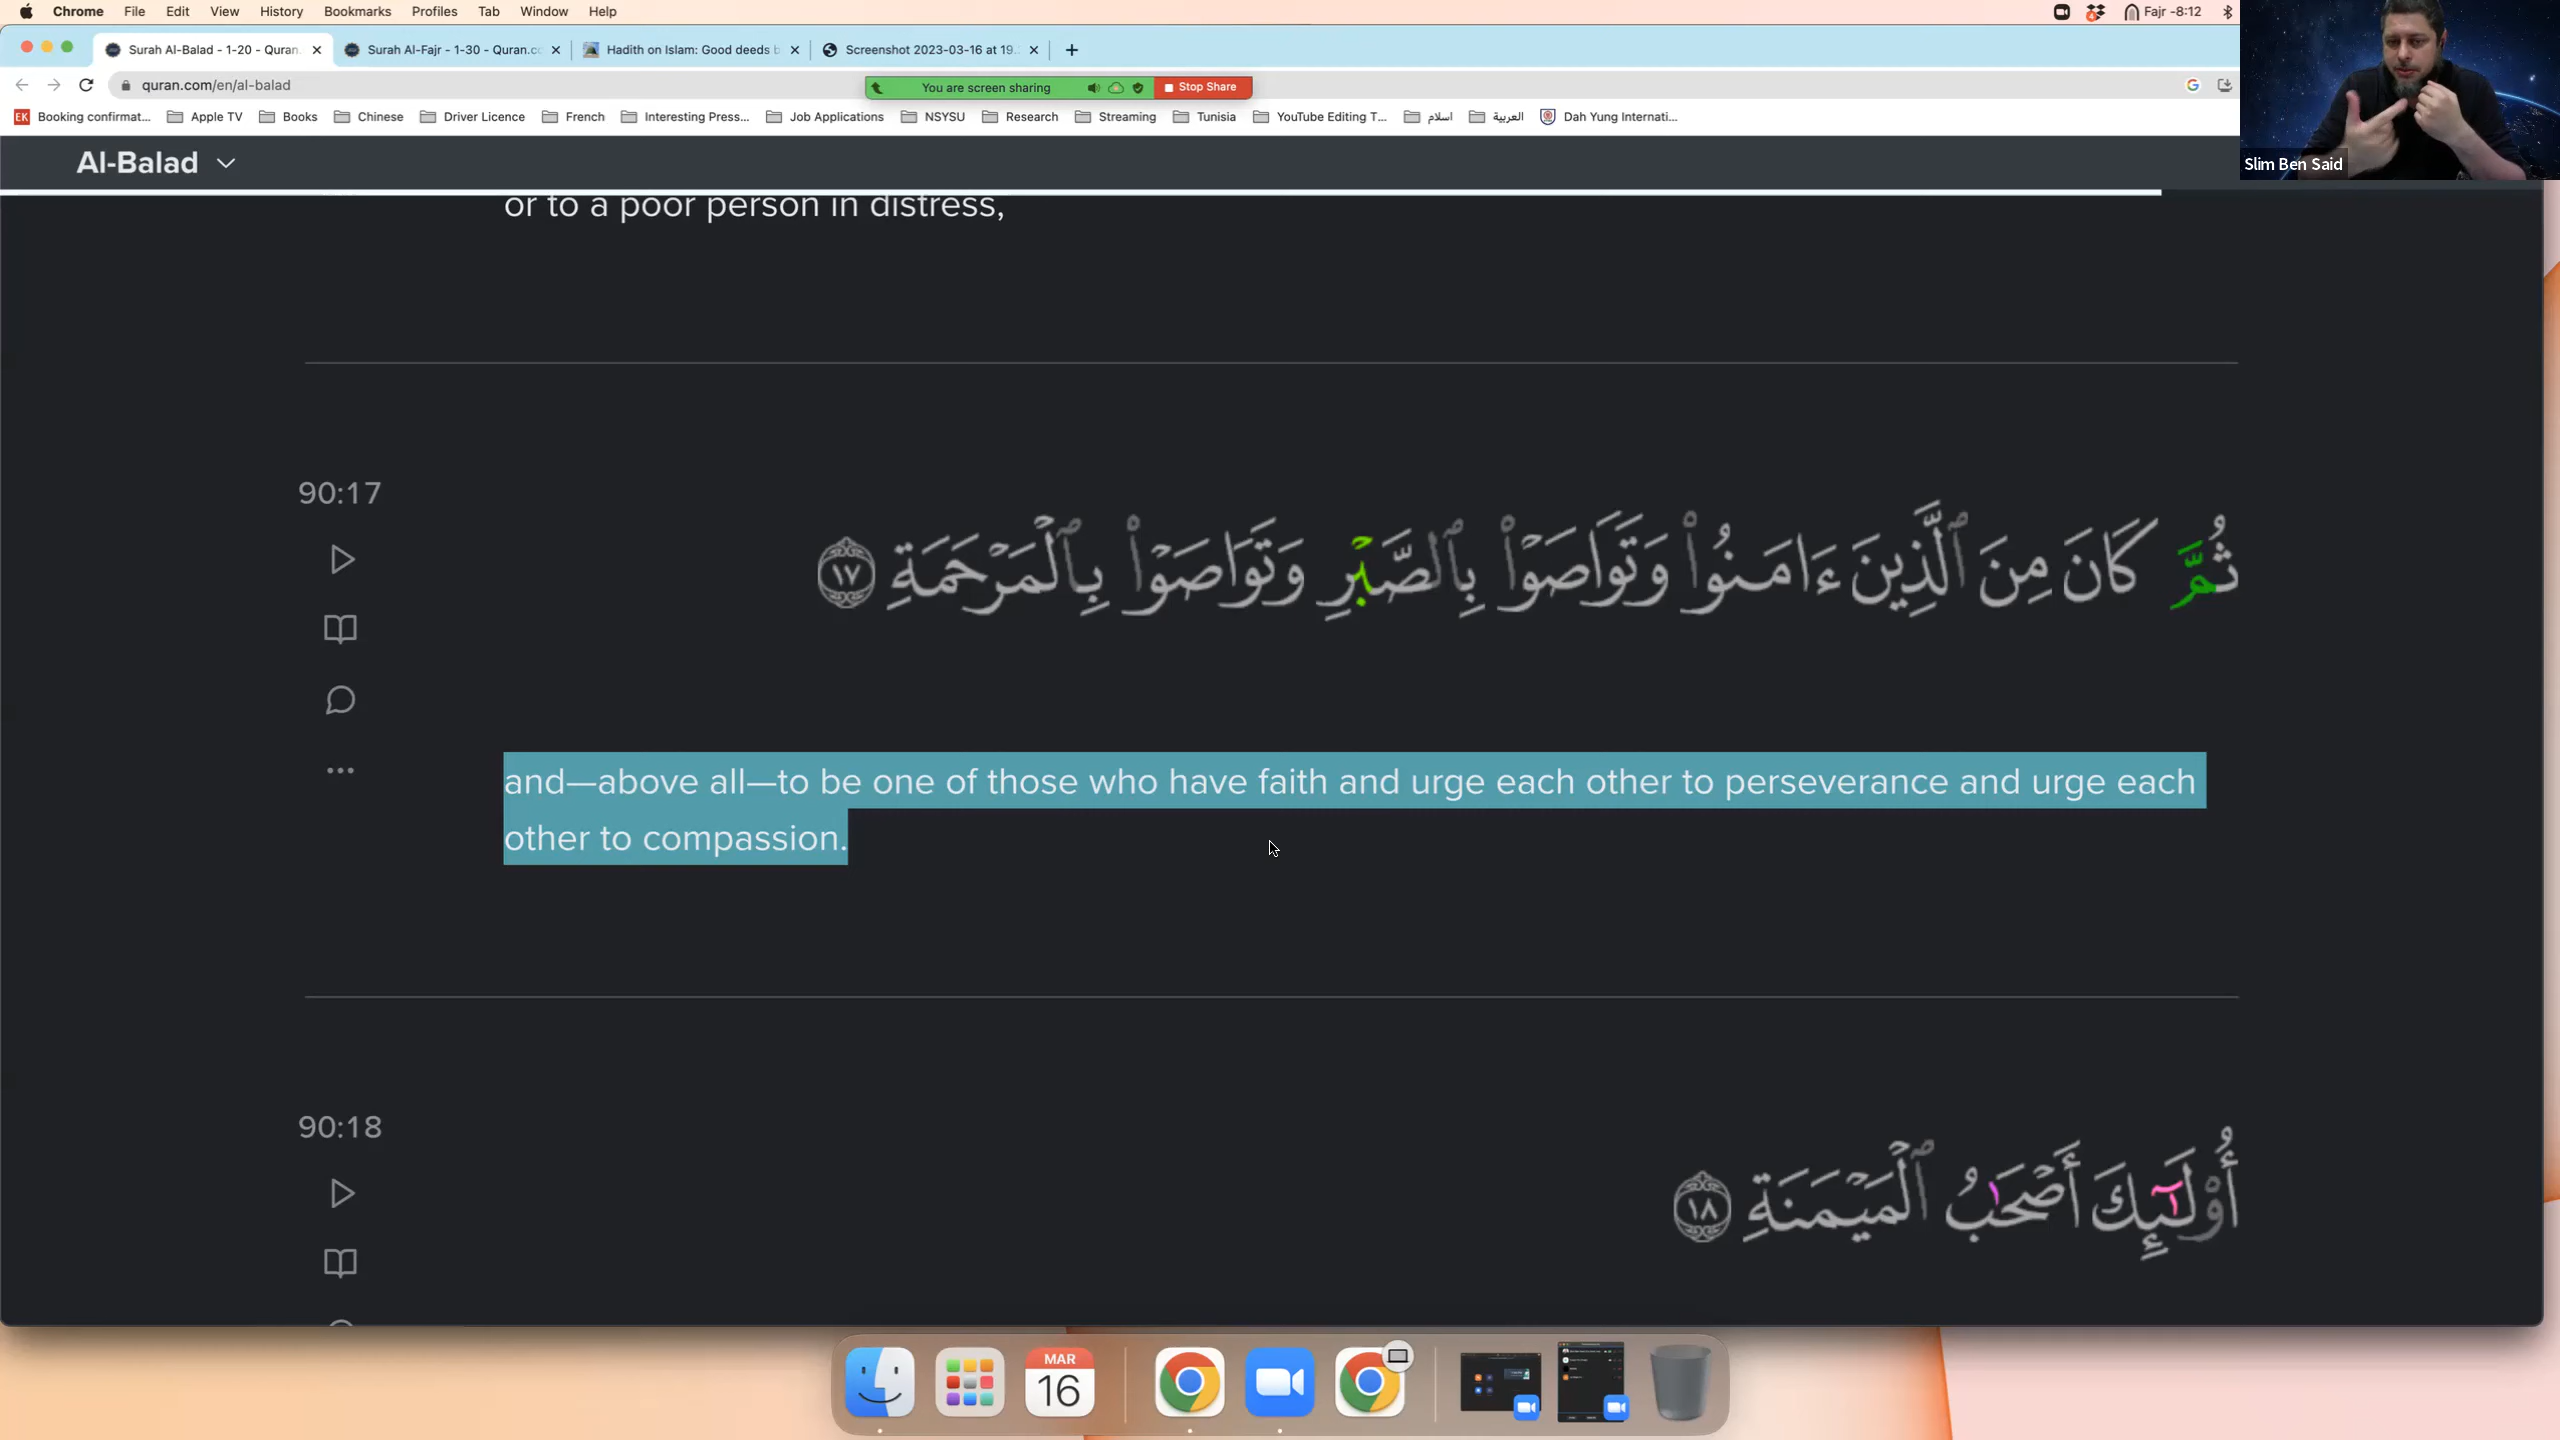 Chrome File Edit View History Bookmarks Profiles Tab Window Help Fajr -8:12
Surah Al-Balad - 1-20 - Quran. Surah Al-Fajr - 1-30 - Quran.c Hadith on Islam: Good deeds b Screenshot 2023-03-16 at 19.
quran.com/en/al-balad
You are screen sharing Stop Share
EK Booking confirmat... Apple TV Books Chinese Driver Licence French Interesting Press... Job Applications NSYSU Research Streaming Tunisia YouTube Editing T... اسلام العربية Dah Yung Internati...
Slim Ben Said
Al-Balad
or to a poor person in distress,
90:17
ثُمَّ كَانَ مِنَ ٱلَّذِينَ ءَامَنُوا۟ وَتَوَاصَوْا۟ بِٱلصَّبْرِ وَتَوَاصَوْا۟ بِٱلْمَرْحَمَةِ ١٧
and—above all—to be one of those who have faith and urge each other to perseverance and urge each
other to compassion.
90:18
أُو۟لَـٰٓئِكَ أَصْحَـٰبُ ٱلْمَيْمَنَةِ ١٨
MAR
16